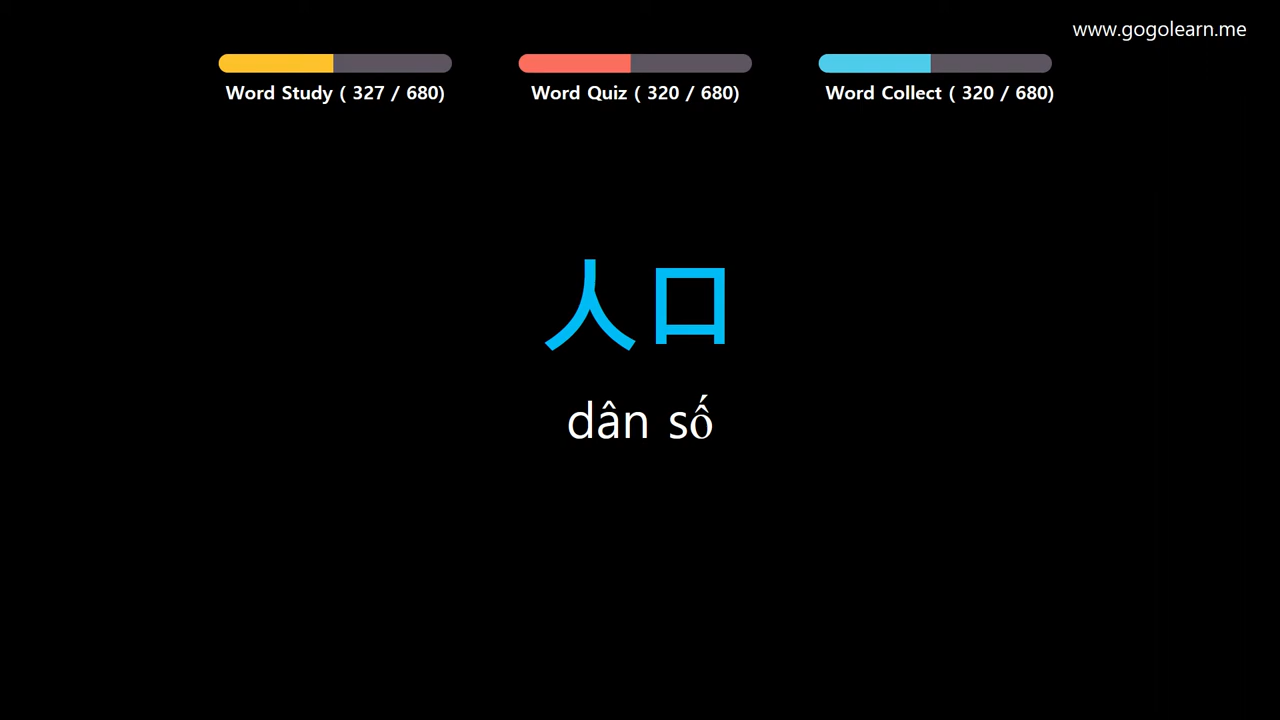 www.gogolearn.me
Word Study ( 327 / 680)
Word Quiz ( 320 / 680)
Word Collect ( 320 / 680)
人口
dân số